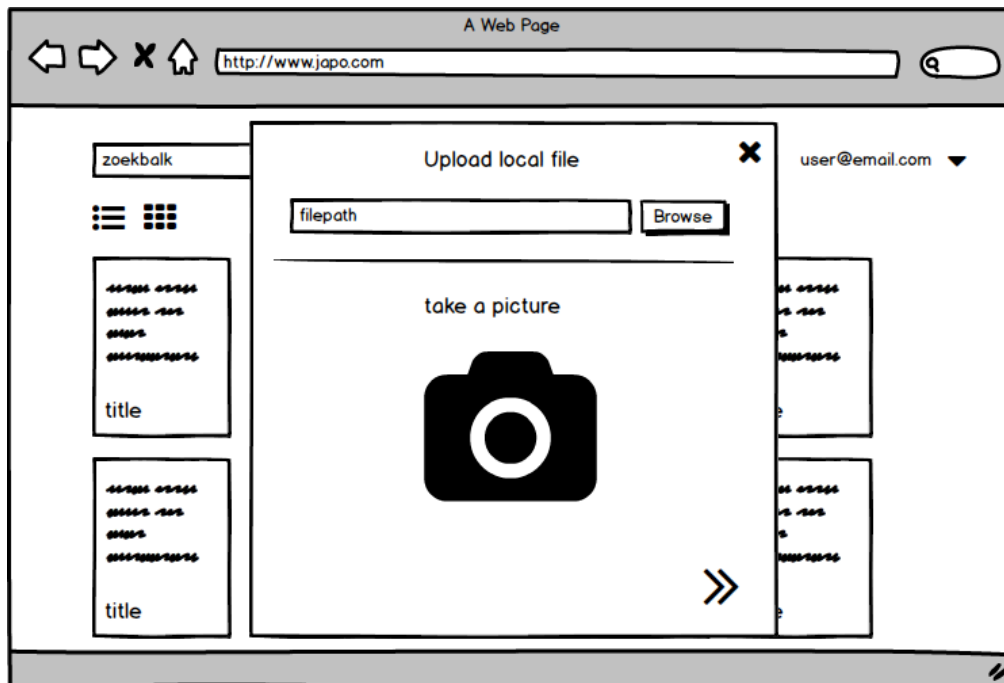 A Web Page
http://www.japo.com
zoekbalk
user@email.com
Upload local file
filepath
Browse
take a picture
title
title